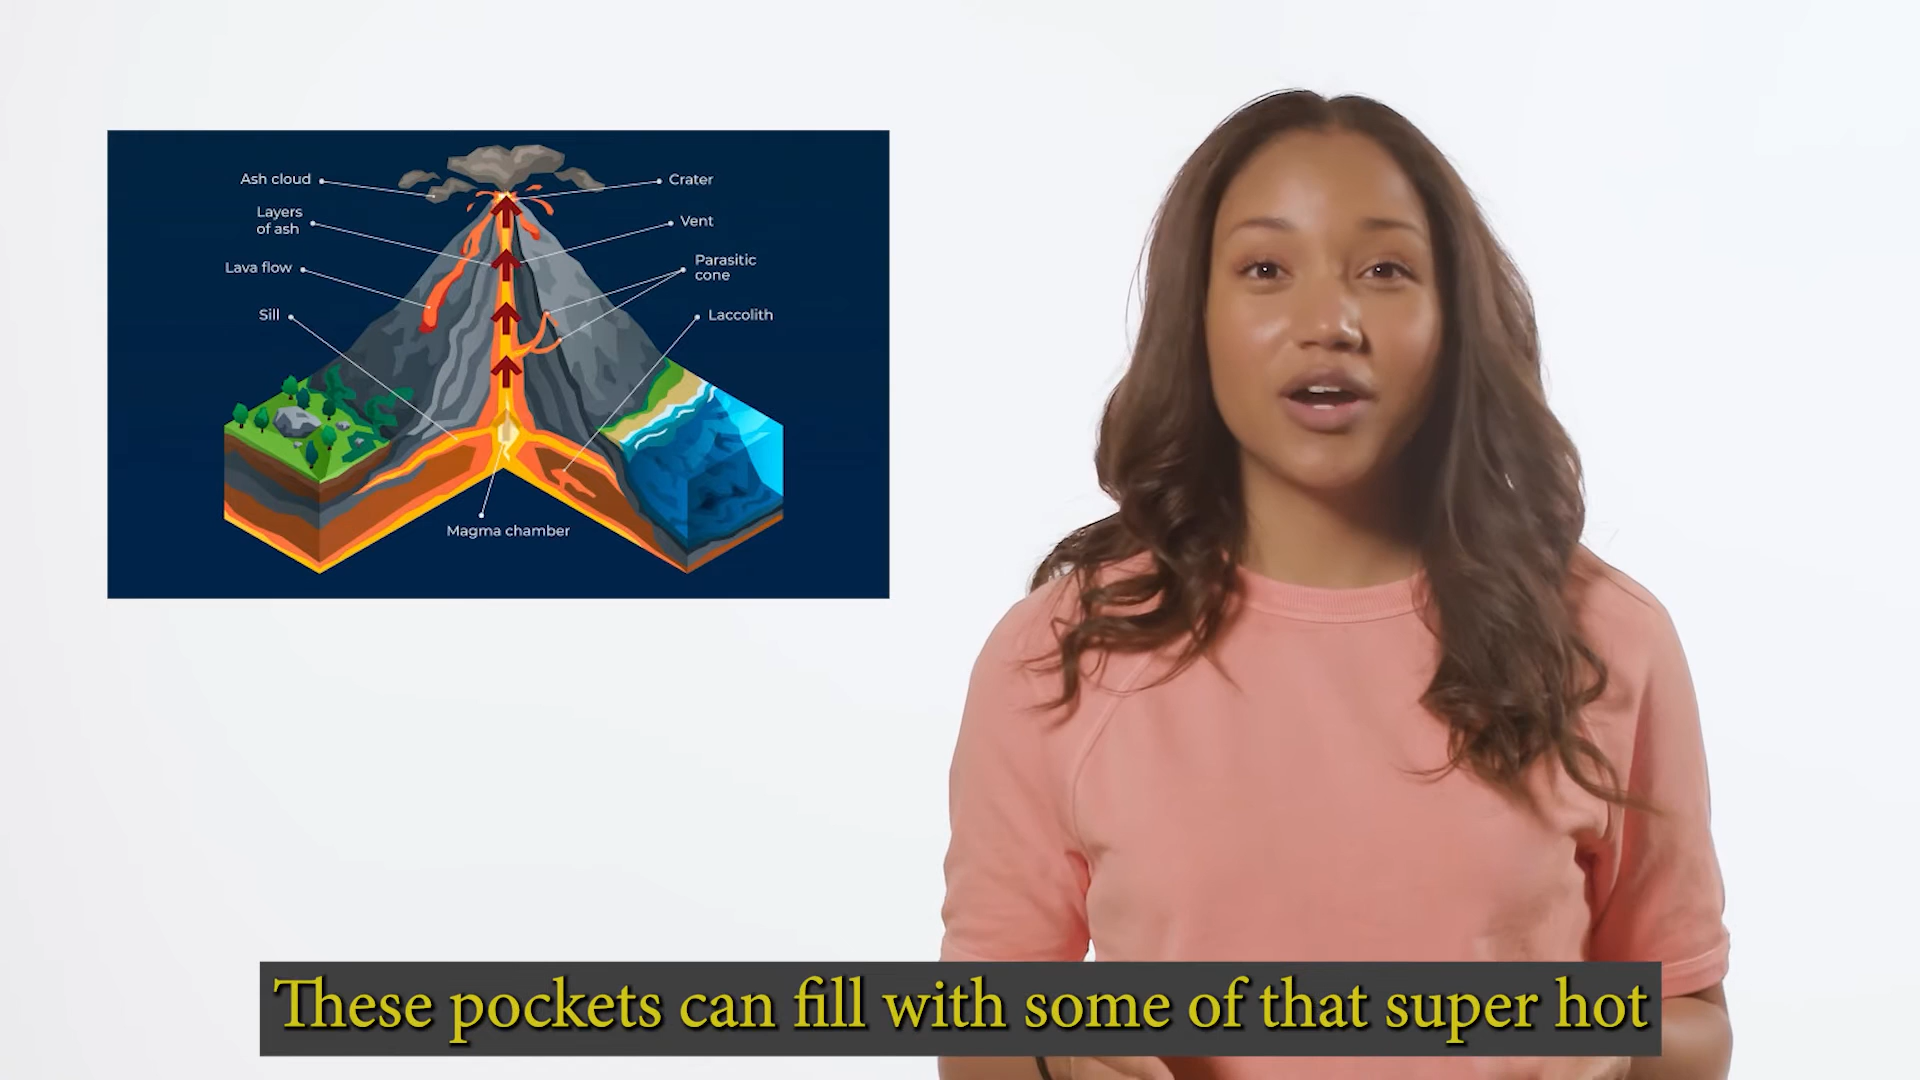 Ash cloud
Crater
Layers
of ash
Vent
Lava flow
Parasitic
cone
Sill
Laccolith
Magma chamber
These pockets can fill with some of that super hot